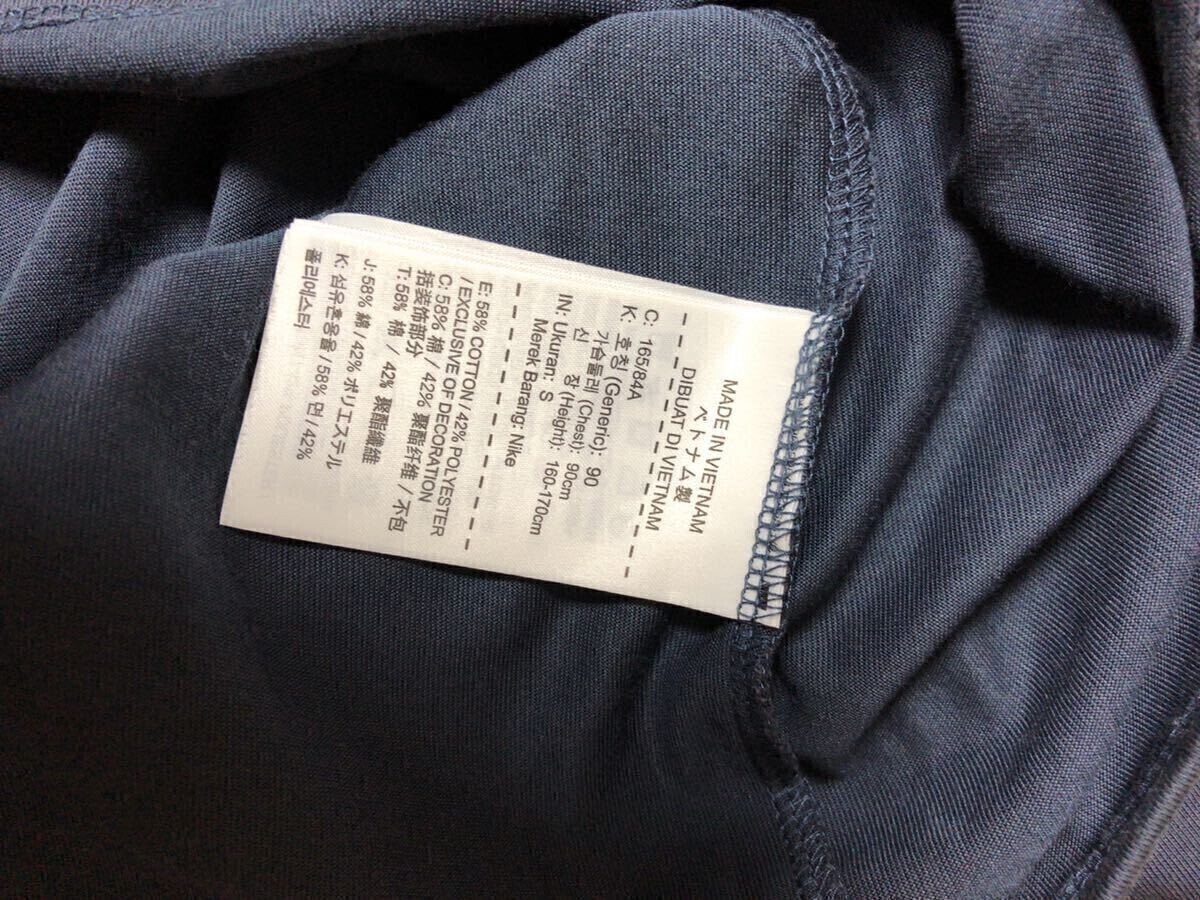 MADE IN VIETNAM
ベトナム製
DIBUAT DI VIETNAM
C: 165/84A
K: 호칭 (Generic): 90
가슴둘레 (Chest): 90cm
신 장 (Height): 160-170cm
IN: Ukuran: S
Merek Barang: Nike
E: 58% COTTON / 42% POLYESTER
/ EXCLUSIVE OF DECORATION
C: 58% 棉 / 42% 聚酯纤维 / 不包
括装饰部分
T: 58% 棉 / 42% 聚酯纖維
J: 58% 綿 / 42% ポリエステル
K: 섬유혼용율 / 58% 면 / 42%
폴리에스터